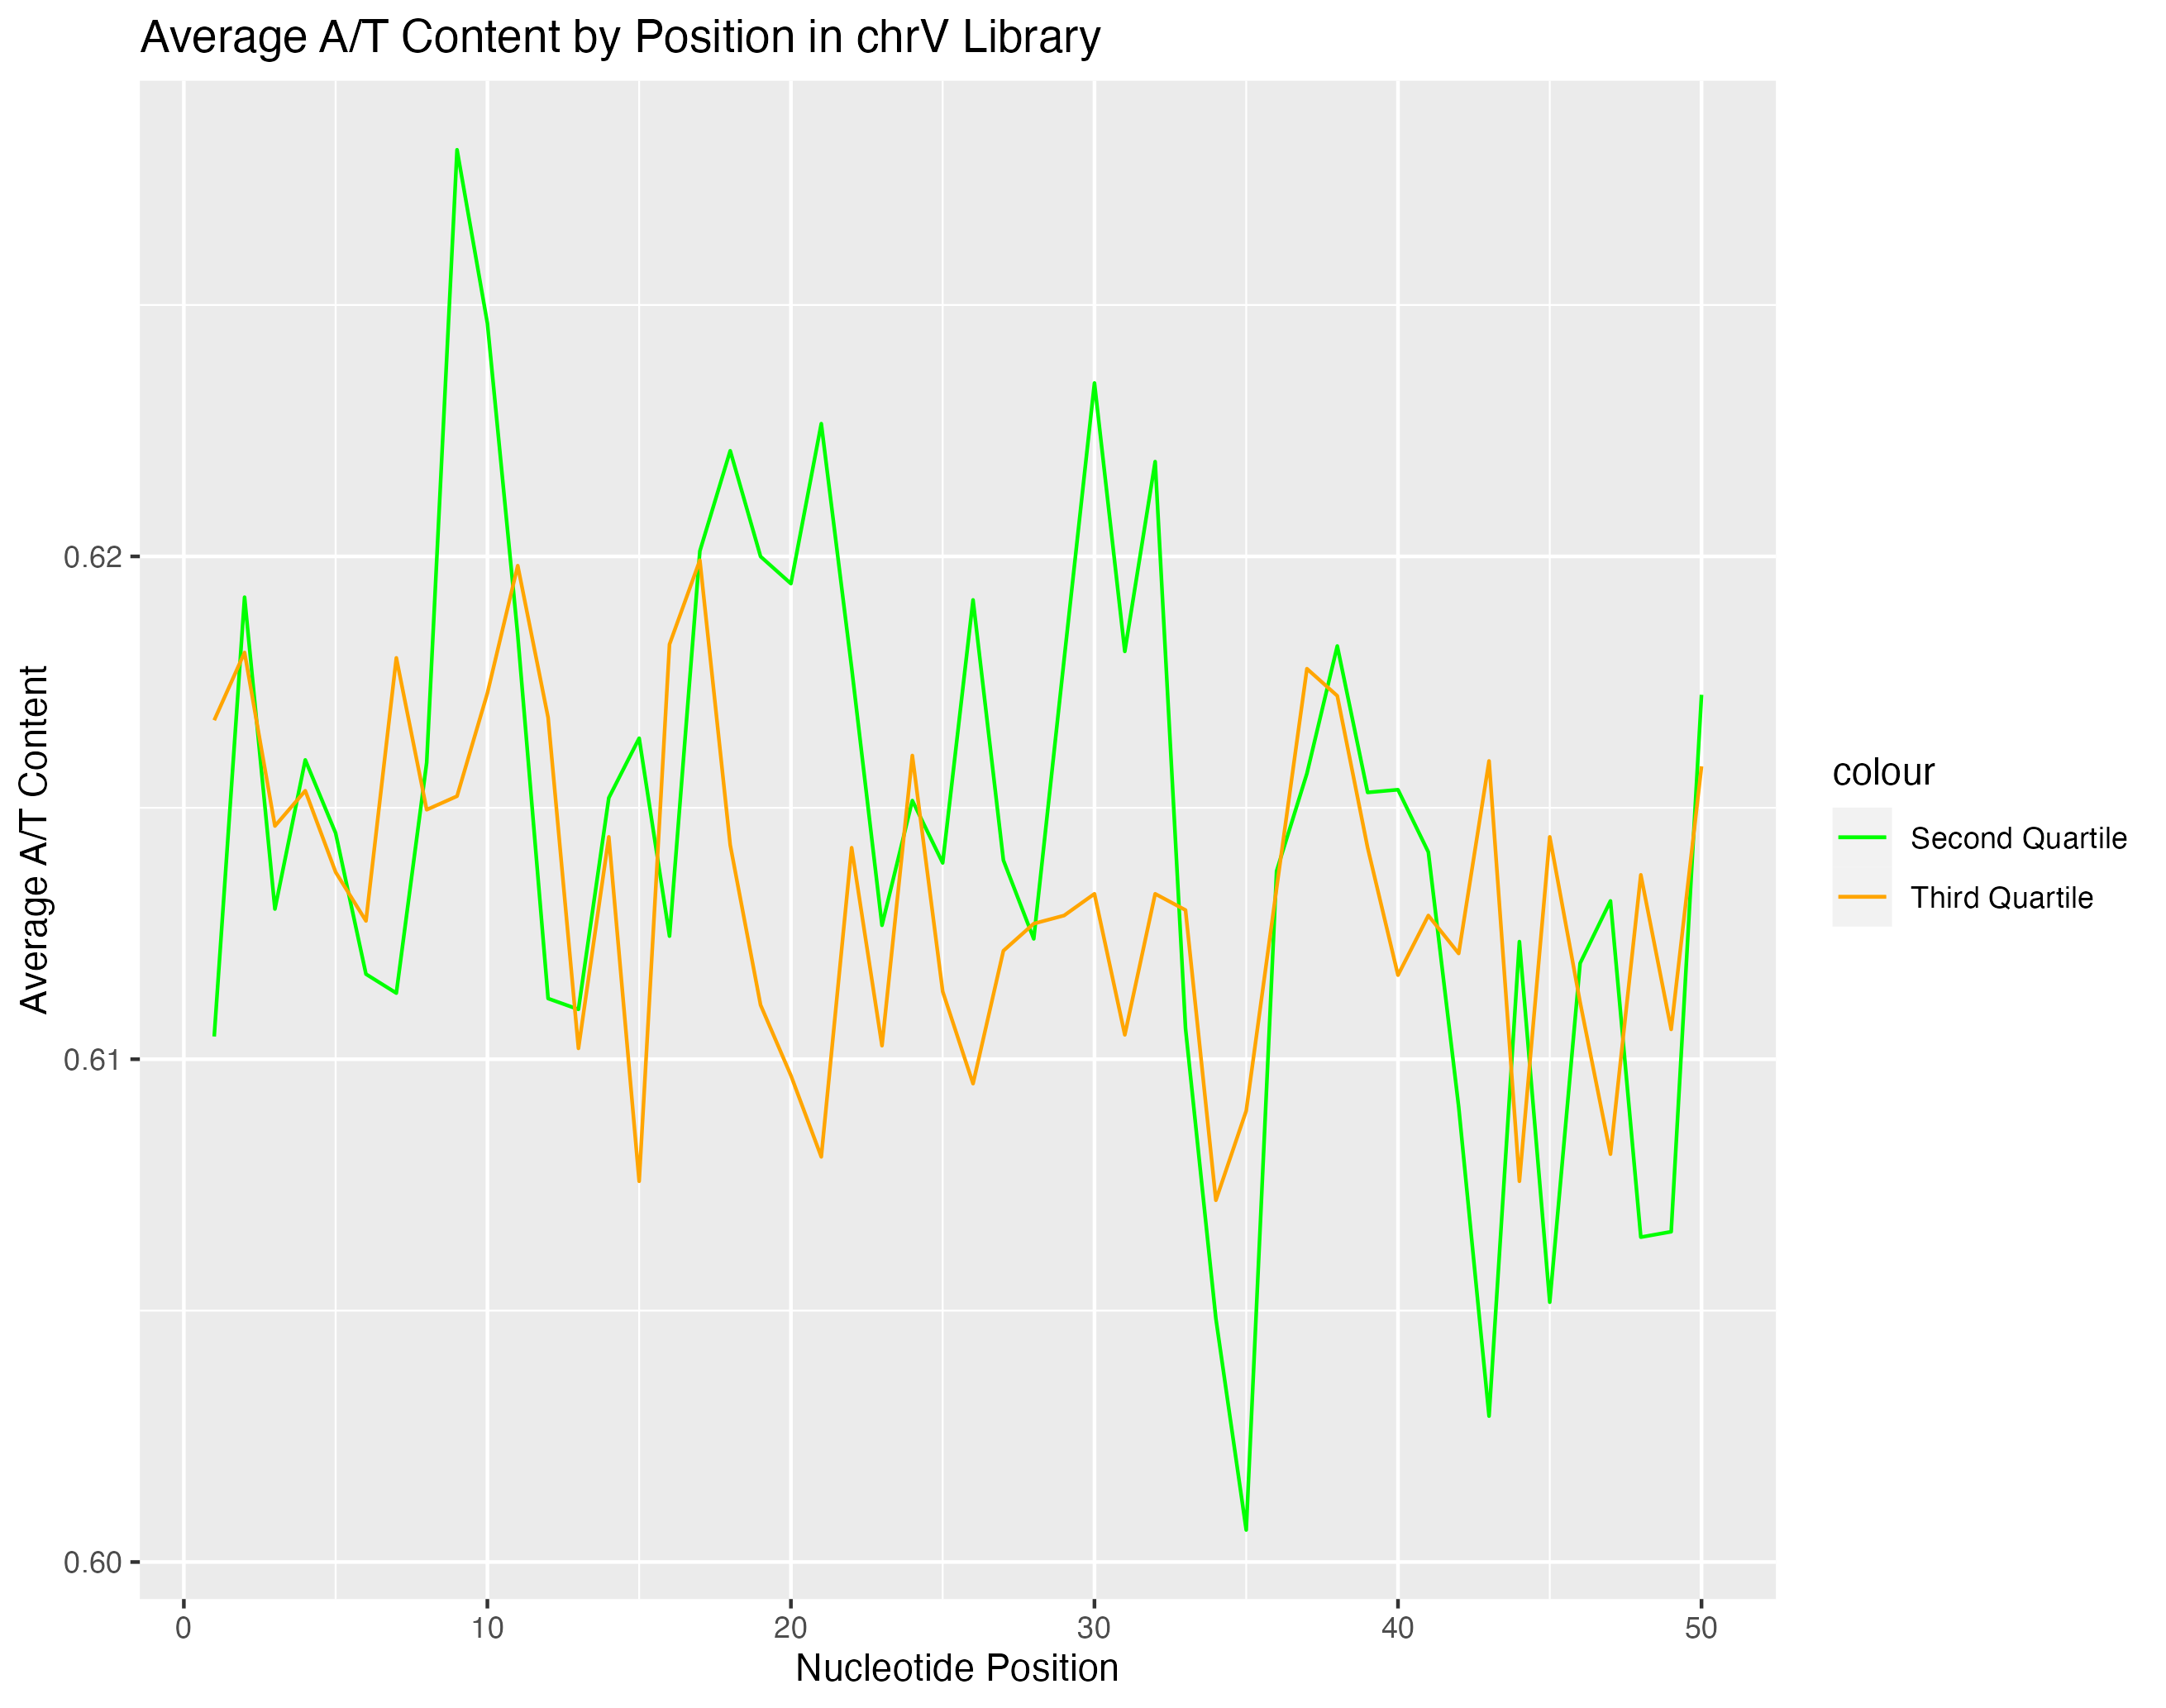 Average A/T Content by Position in chrV Library
Average A/T Content
0.62
0.61
0.60
0 10 20 30 40 50
Nucleotide Position
colour
Second Quartile
Third Quartile